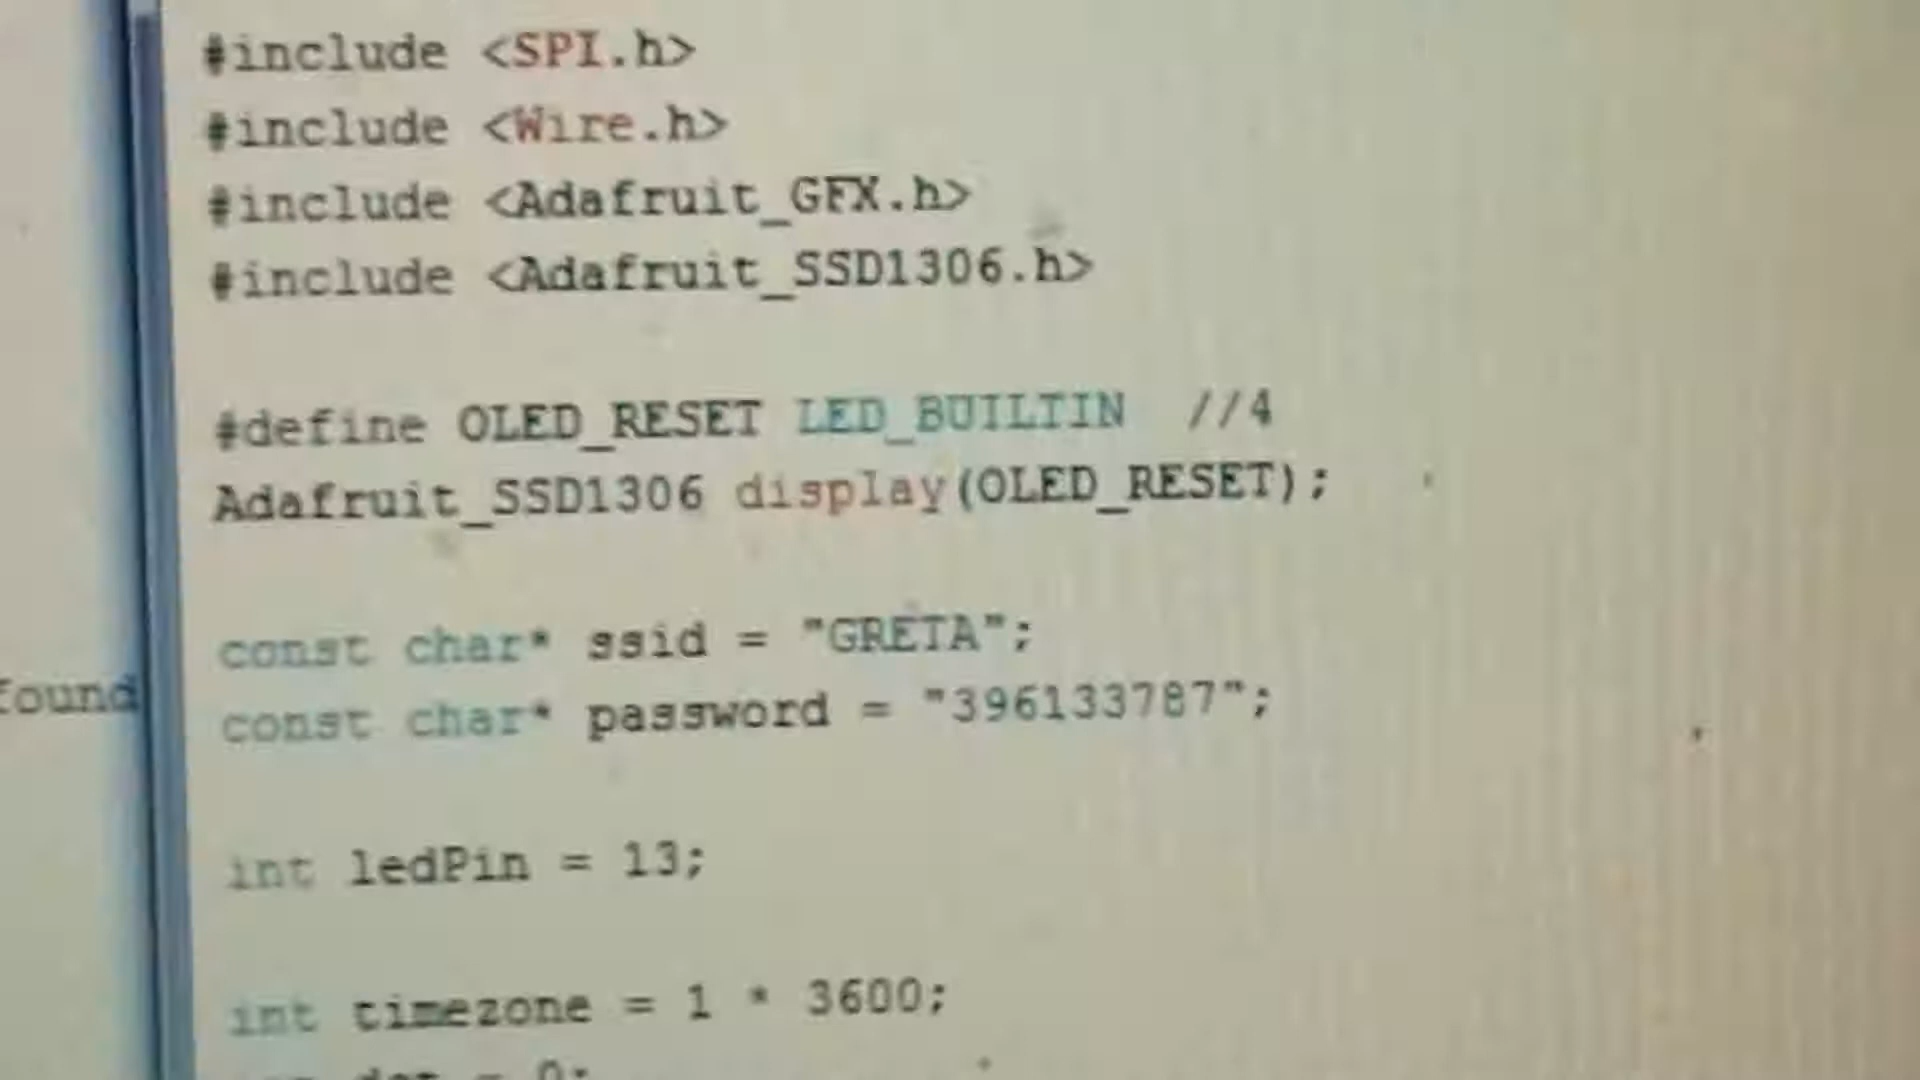 #include <SPI.h>
#include <Wire.h>
#include <Adafruit_GFX.h>
#include <Adafruit_SSD1306.h>
#define OLED_RESET LED_BUILTIN //4
Adafruit_SSD1306 display(OLED_RESET);
const char* ssid = "GRETA";
found
const char* password = "396133787";
int ledPin = 13;
int timezone = 1 * 3600;